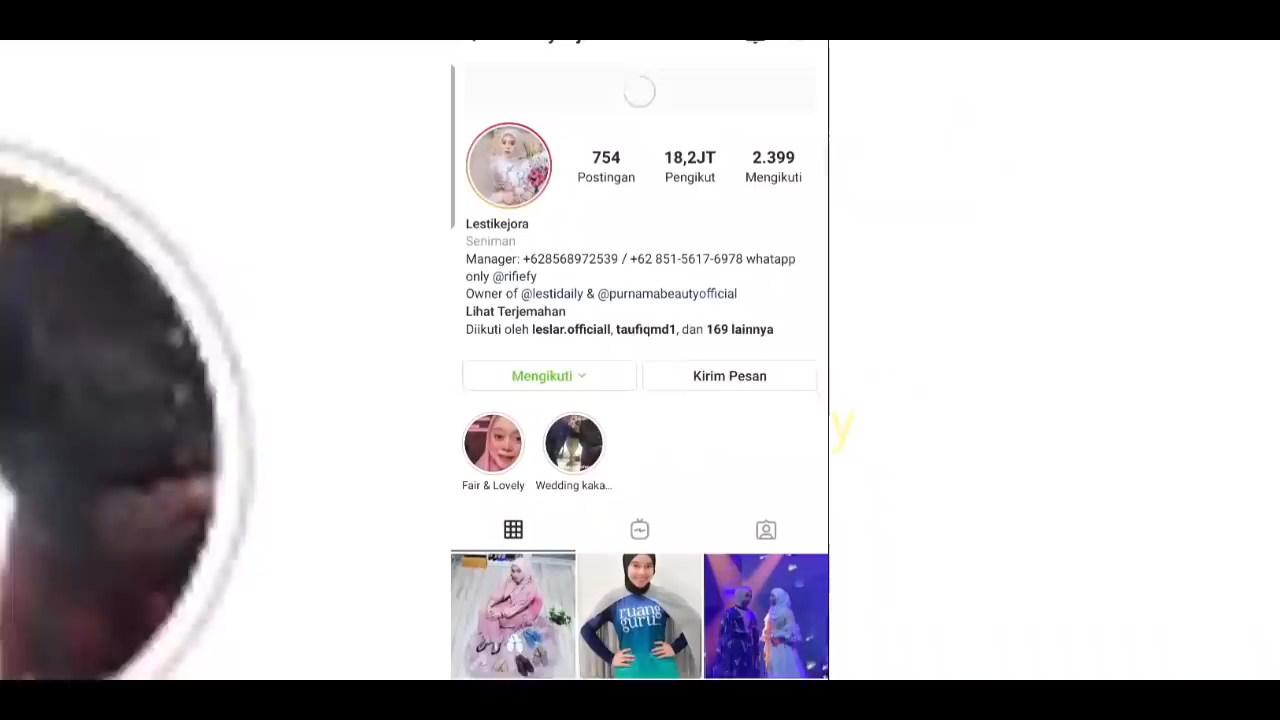 754
18,2JT
2.399
Postingan
Pengikut
Mengikuti
Lestikejora
Seniman
Manager: +628568972539 / +62 851-5617-6978 whatapp
only @rifiefy
Owner of @lestidaily & @purnamabeautyofficial
Lihat Terjemahan
Diikuti oleh leslar.officiall, taufiqmd1, dan 169 lainnya
Mengikuti
Kirim Pesan
y
Fair & Lovely
Wedding kaka...
ruang
guru